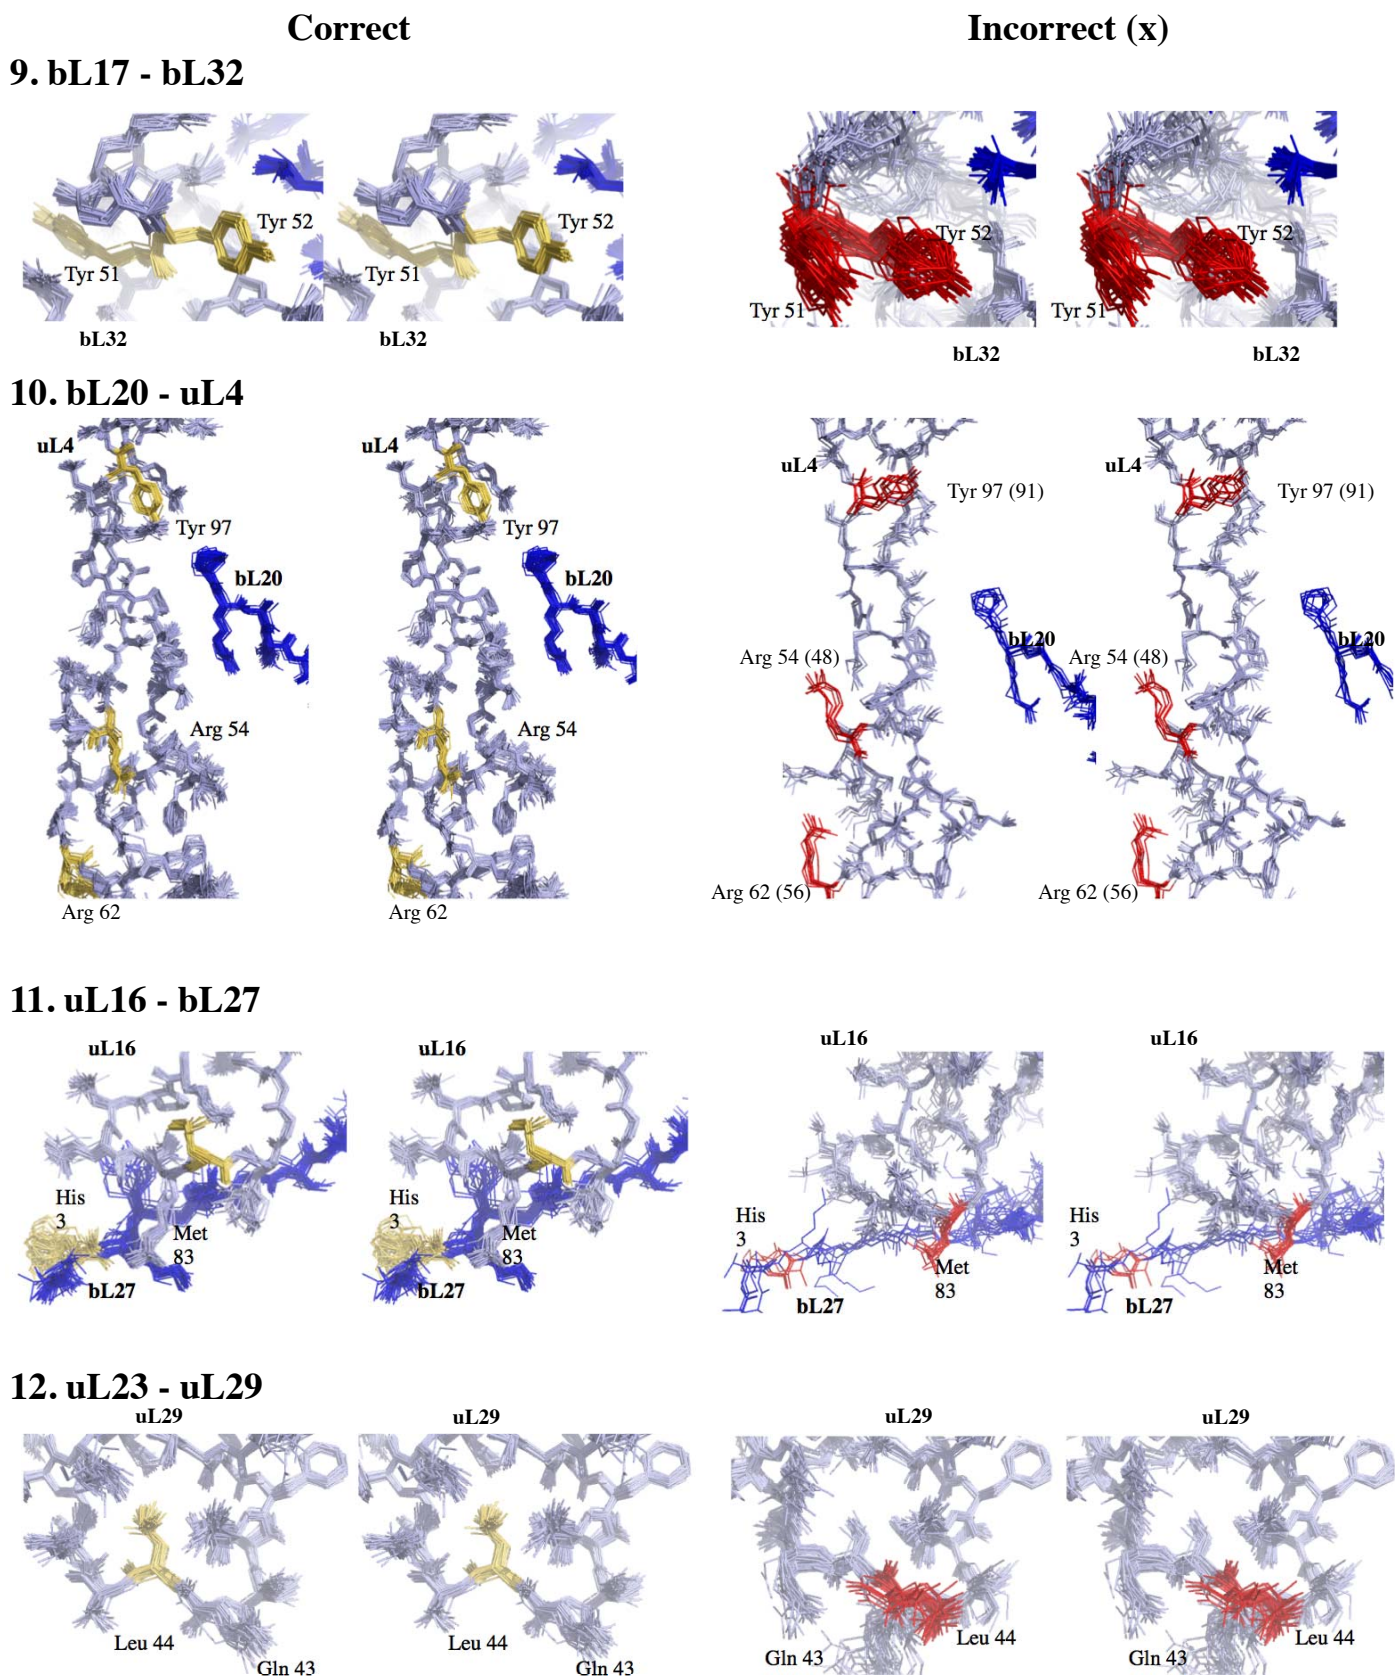 Correct
Incorrect (x)
9. bL17 - bL32
Tyr 52
Tyr 52
Tyr 52
Tyr 52
Tyr 51
Tyr 51
Tyr 51
Tyr 51
bL32
bL32
bL32
bL32
10. bL20 - uL4
uL4
uL4
uL4
uL4
Tyr 97
Tyr 97
Tyr 97 (91)
Tyr 97 (91)
bL20
bL20
bL20
bL20
Arg 54
Arg 54
Arg 54 (48)
Arg 54 (48)
Arg 62
Arg 62
Arg 62 (56)
Arg 62 (56)
11. uL16 - bL27
uL16
uL16
uL16
uL16
His
3
His
3
His
3
His
3
Met
83
Met
83
Met
83
Met
83
bL27
bL27
bL27
bL27
12. uL23 - uL29
uL29
uL29
uL29
uL29
Leu 44
Leu 44
Leu 44
Leu 44
Gln 43
Gln 43
Gln 43
Gln 43